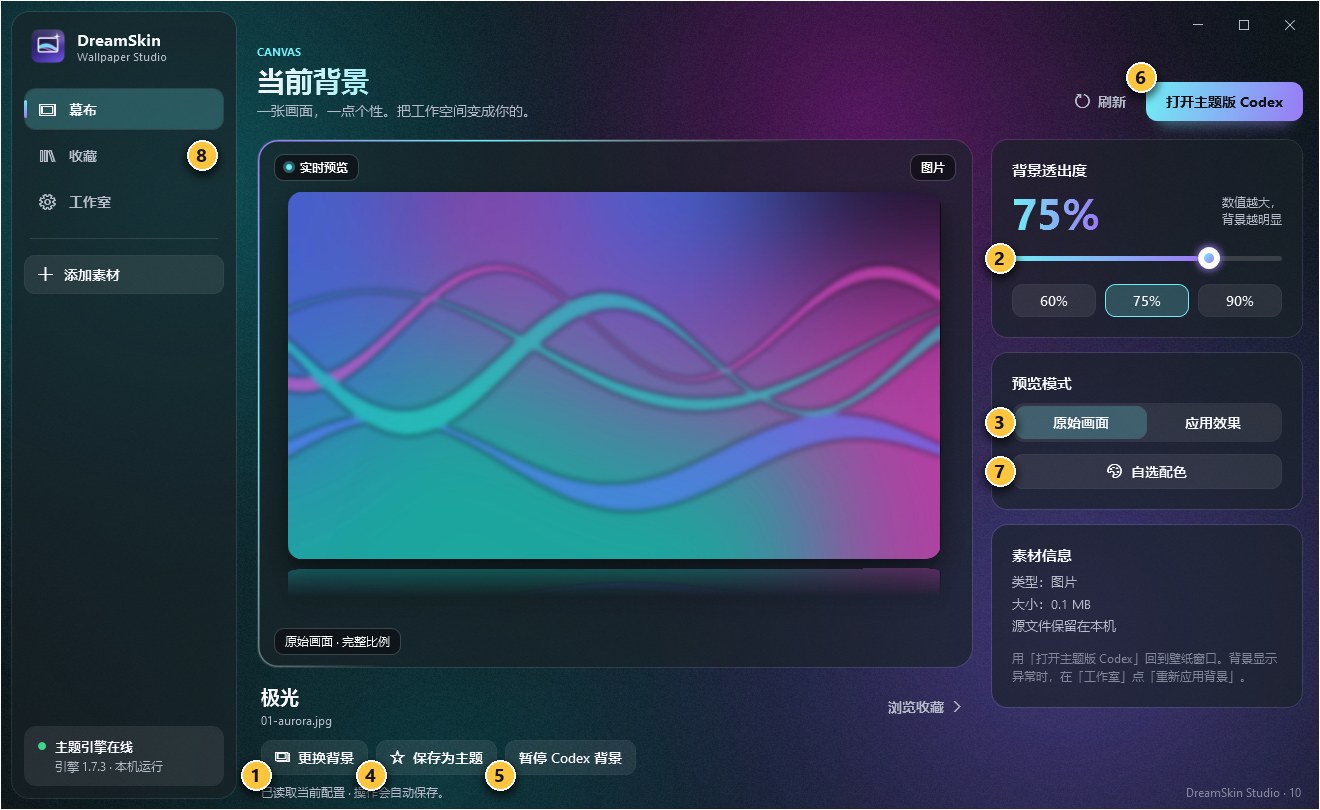 DreamSkin
Wallpaper Studio
幕布
收藏
8
工作室
添加素材
主题引擎在线
引擎 1.7.3 · 本机运行
CANVAS
当前背景
一张画面，一点个性。把工作空间变成你的。
刷新
6
打开主题版 Codex
实时预览
图片
原始画面 · 完整比例
极光
01-aurora.jpg
浏览收藏
更换背景
保存为主题
暂停 Codex 背景
1
4
5
已读取当前配置 · 操作会自动保存。
背景透出度
75%
数值越大，
背景越明显
2
60%
75%
90%
预览模式
3
原始画面
应用效果
7
自选配色
素材信息
类型：图片
大小：0.1 MB
源文件保留在本机
用「打开主题版 Codex」回到壁纸窗口。背景显示
异常时，在「工作室」点「重新应用背景」。
DreamSkin Studio · 10